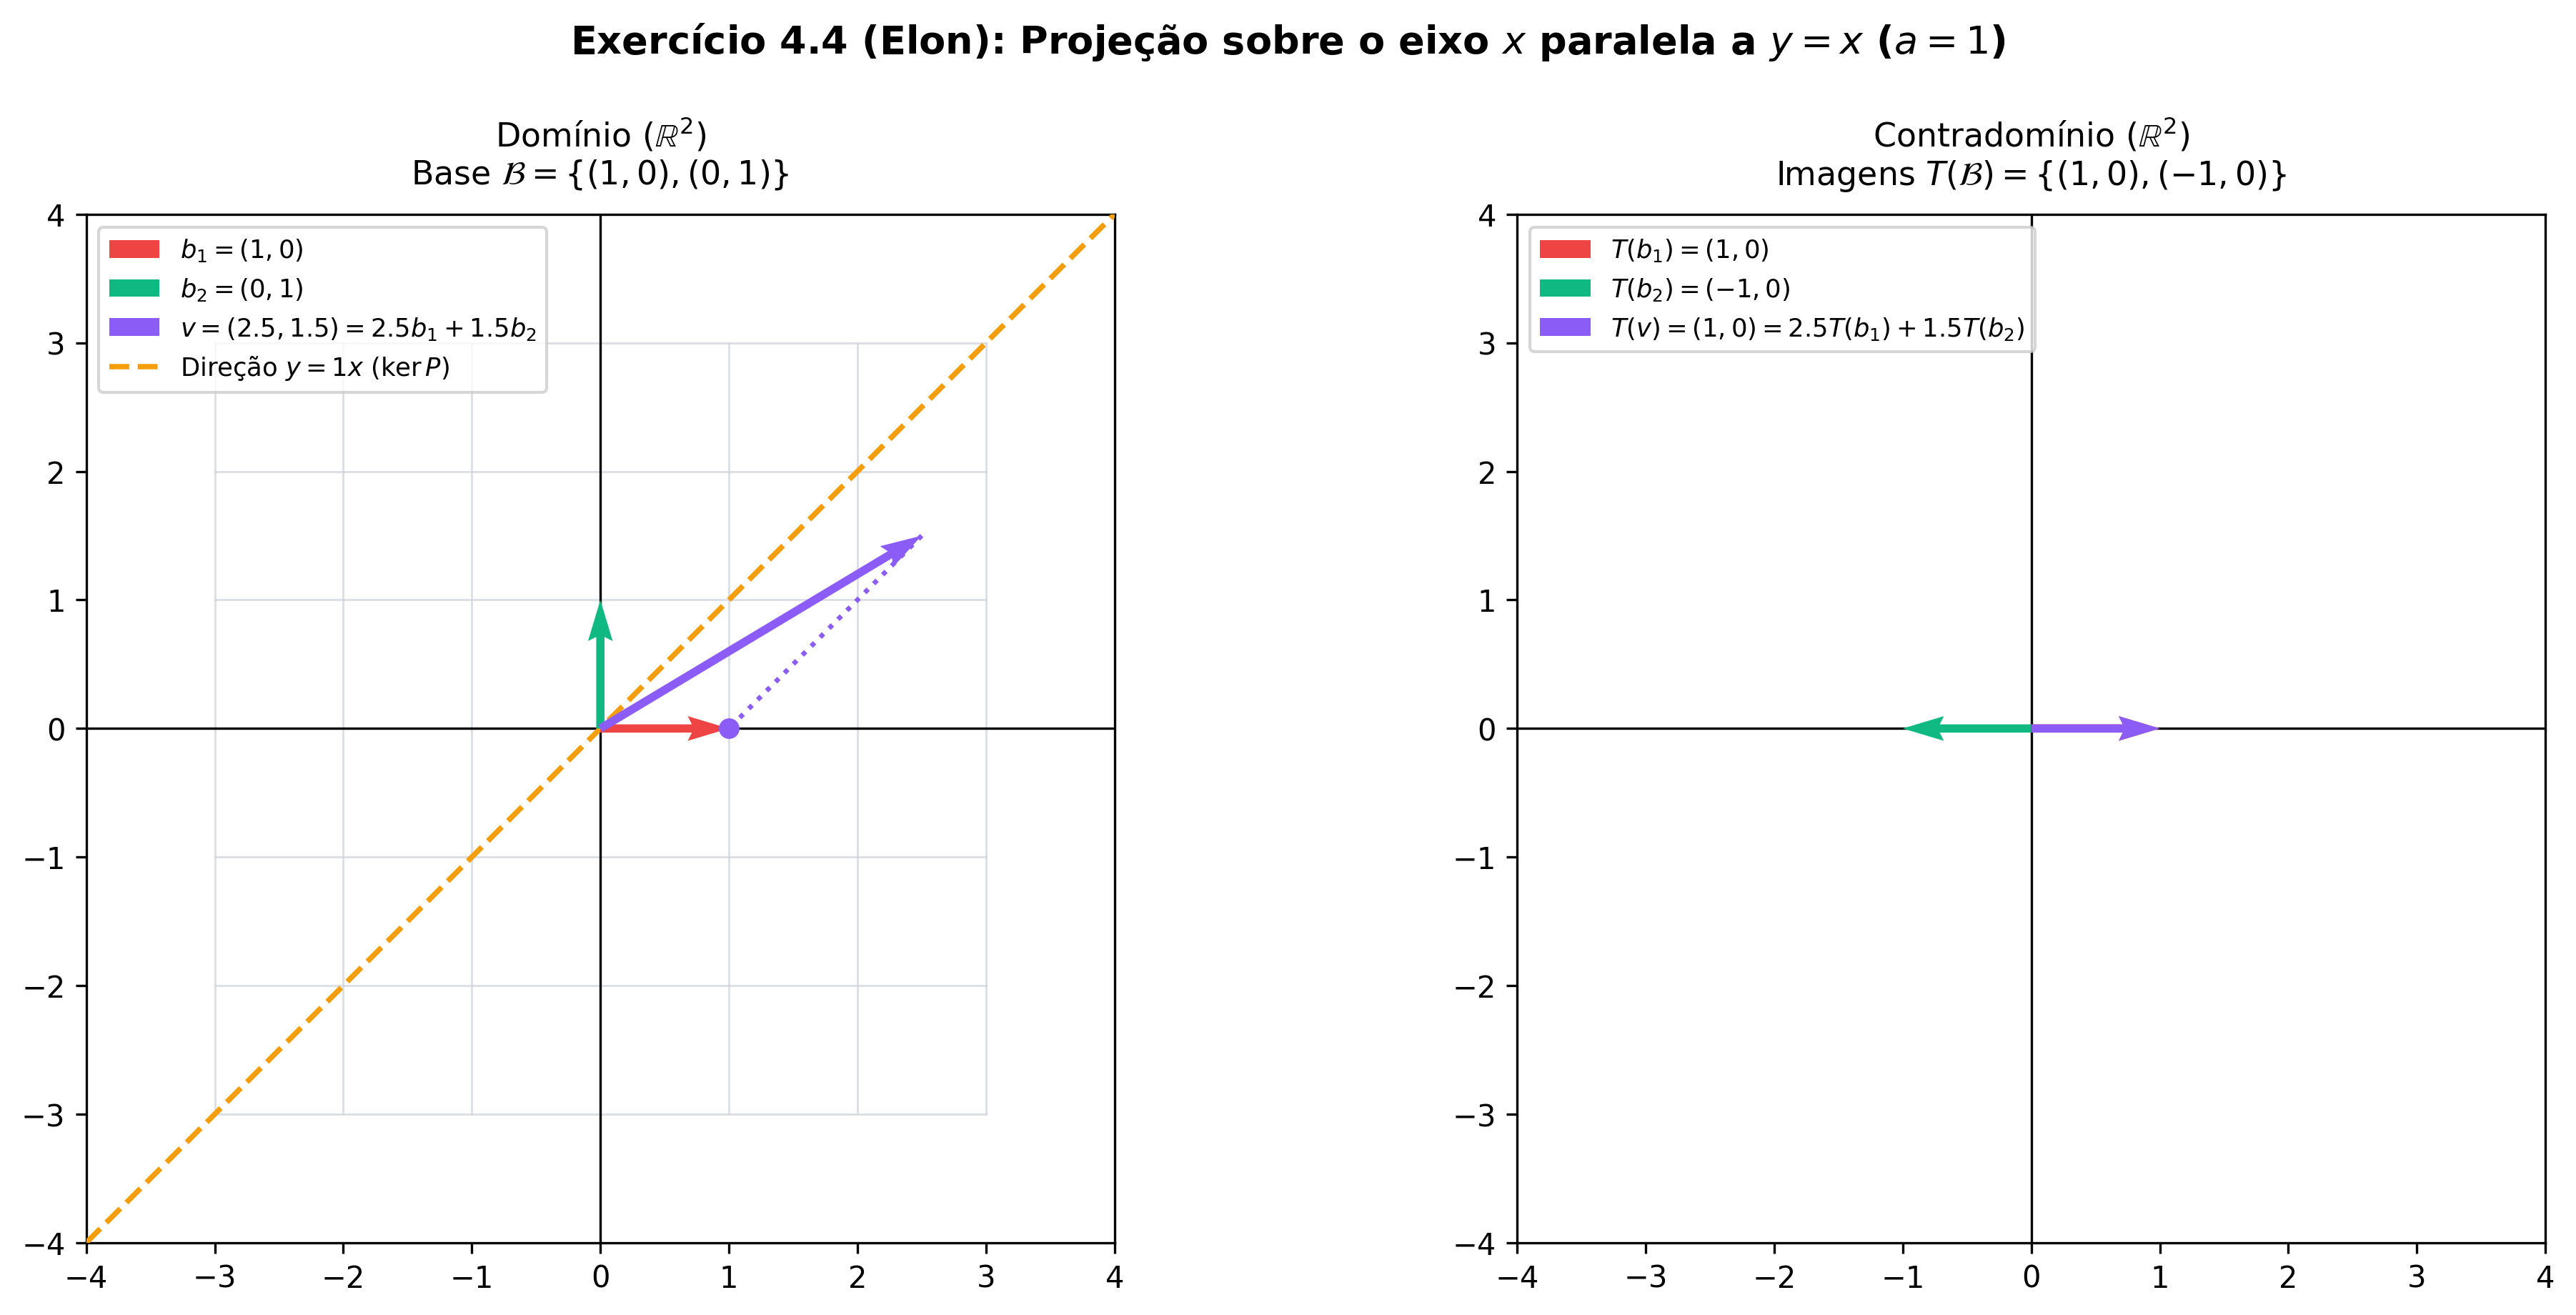 Exercício 4.4 (Elon): Projeção sobre o eixo x paralela a y = x (a = 1)
Domínio (ℝ²)
Base ℬ = {(1, 0), (0, 1)}
b₁ = (1, 0)
b₂ = (0, 1)
v = (2.5, 1.5) = 2.5b₁ + 1.5b₂
Direção y = 1x (ker P)
4
3
2
1
0
−1
−2
−3
−4
−4 −3 −2 −1 0 1 2 3 4
Contradomínio (ℝ²)
Imagens T(ℬ) = {(1, 0), (−1, 0)}
T(b₁) = (1, 0)
T(b₂) = (−1, 0)
T(v) = (1, 0) = 2.5T(b₁) + 1.5T(b₂)
4
3
2
1
0
−1
−2
−3
−4
−4 −3 −2 −1 0 1 2 3 4